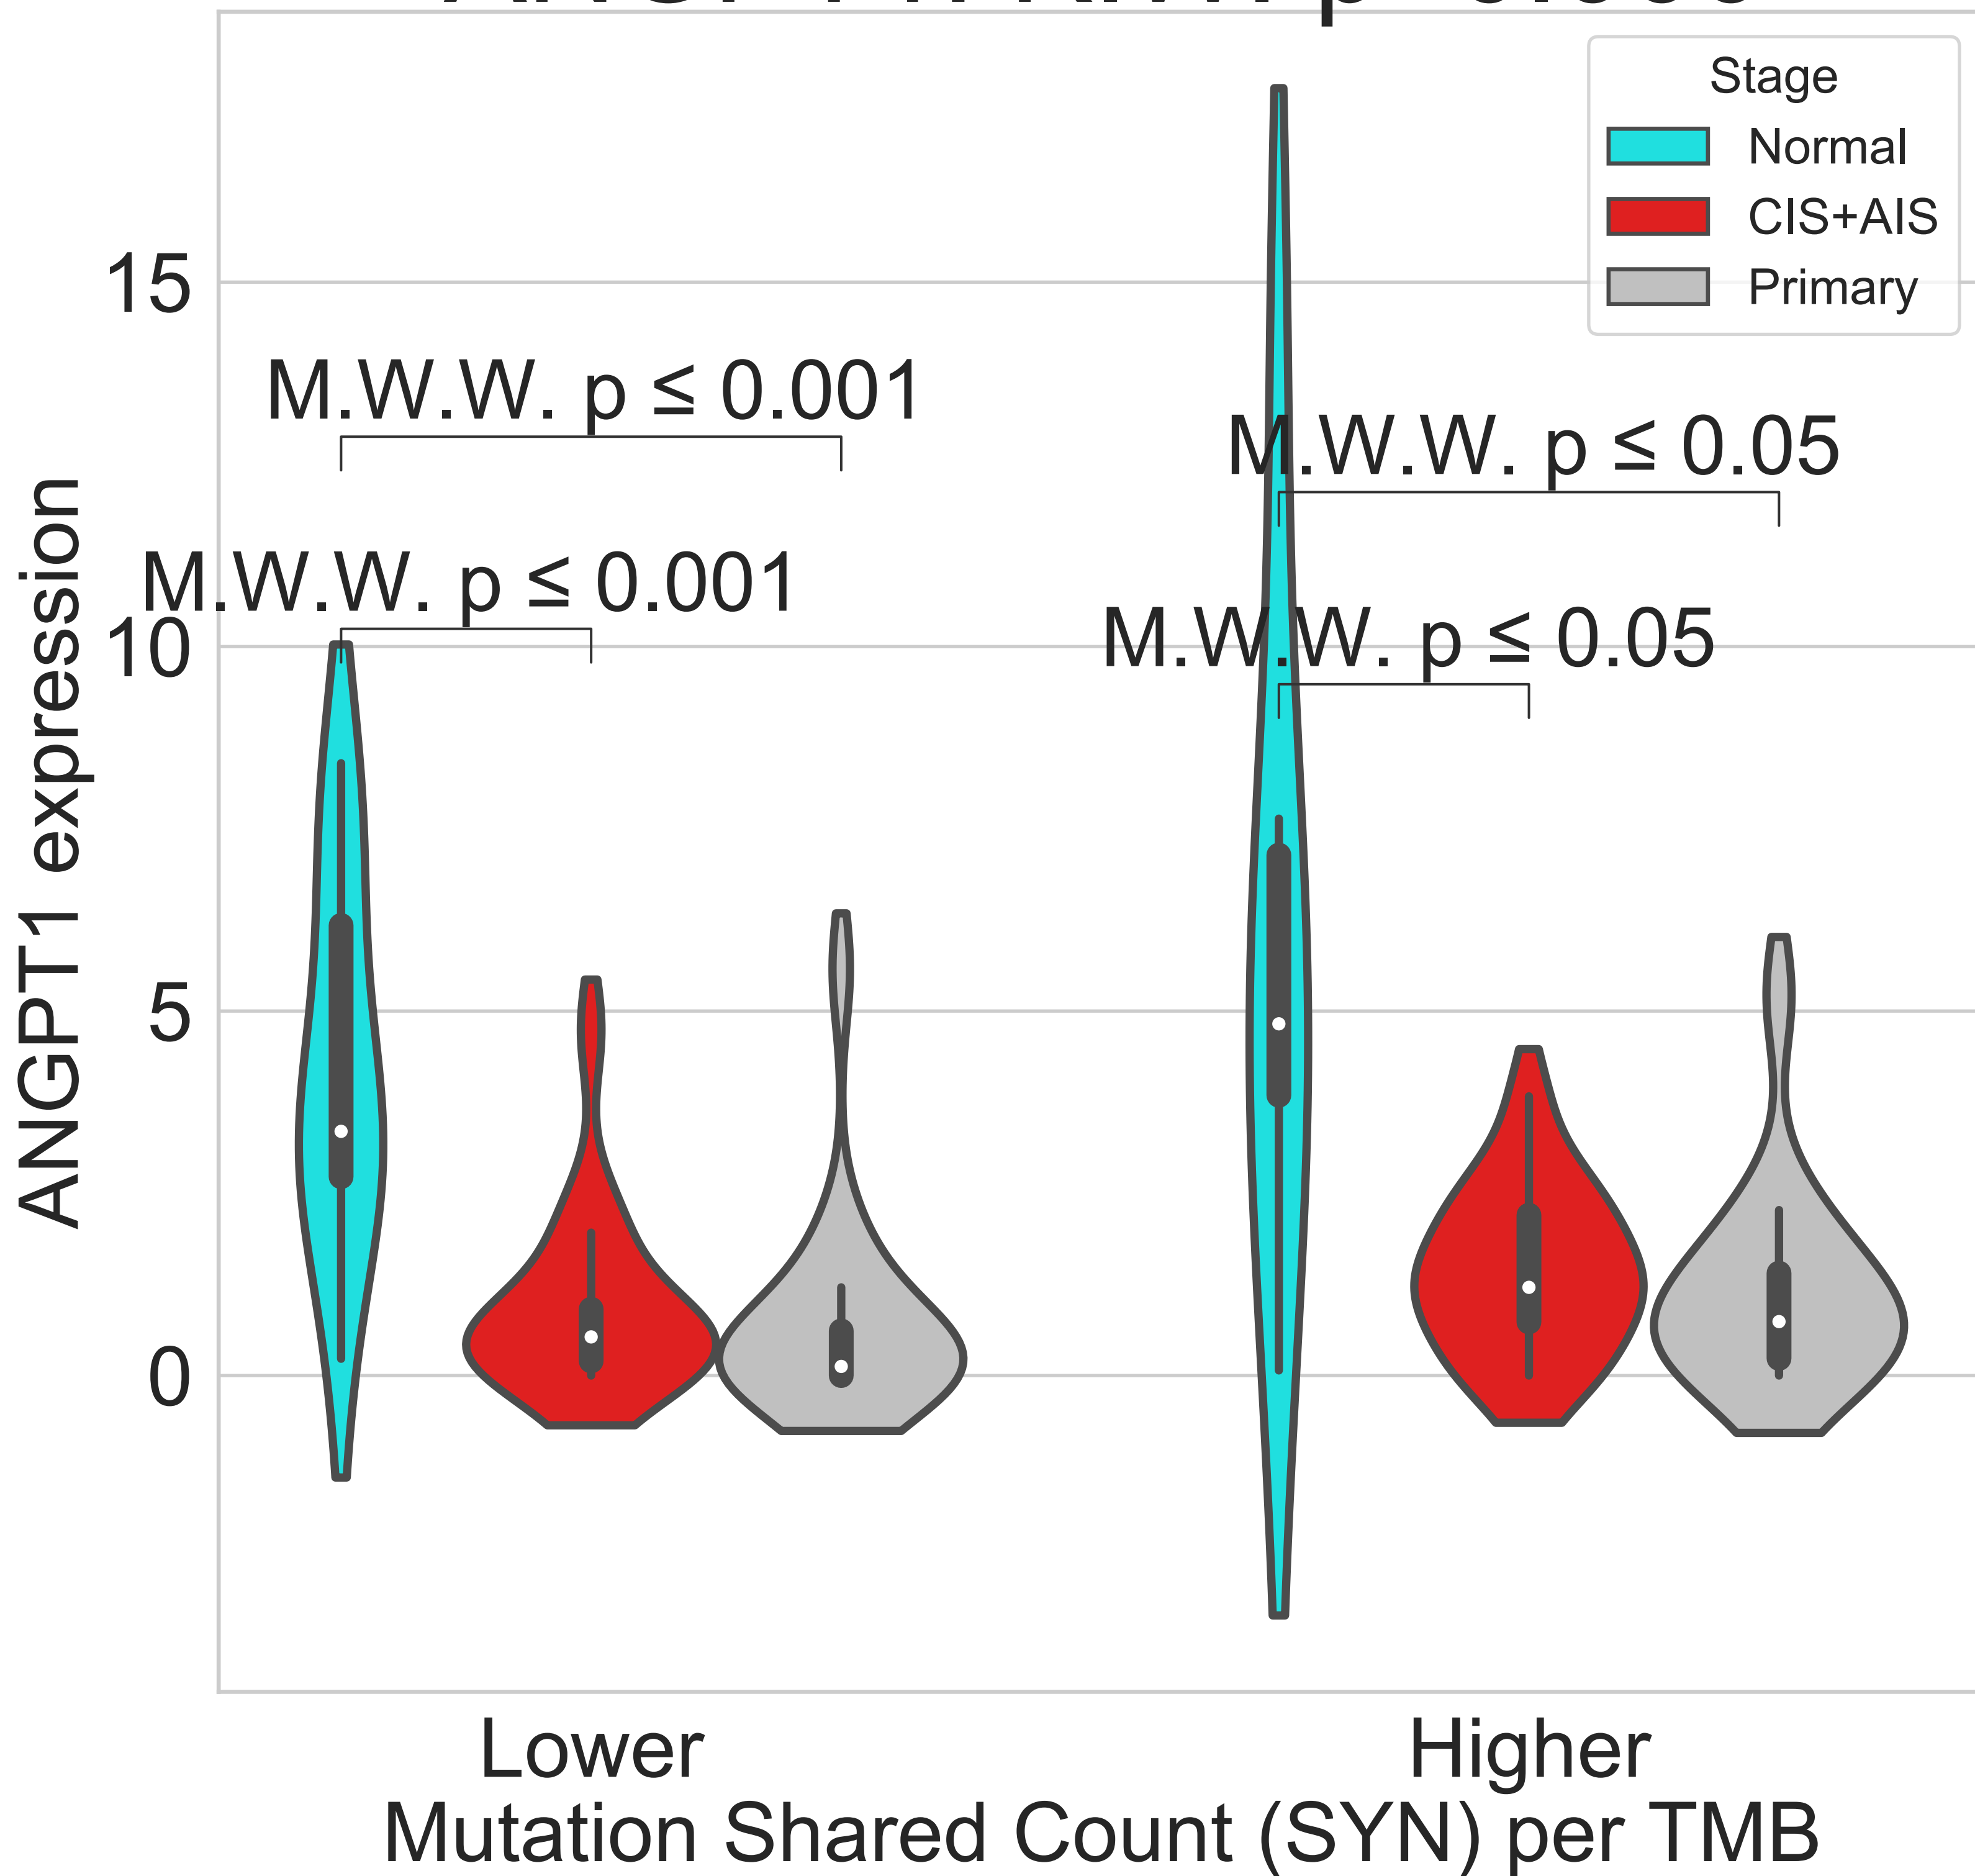 Stage
Normal
CIS+AIS
Primary
15
10
5
0
ANGPT1 expression
M.W.W. p ≤ 0.001
M.W.W. p ≤ 0.05
M.W.W. p ≤ 0.001
M.W.W. p ≤ 0.05
Lower
Higher
Mutation Shared Count (SYN) per TMB